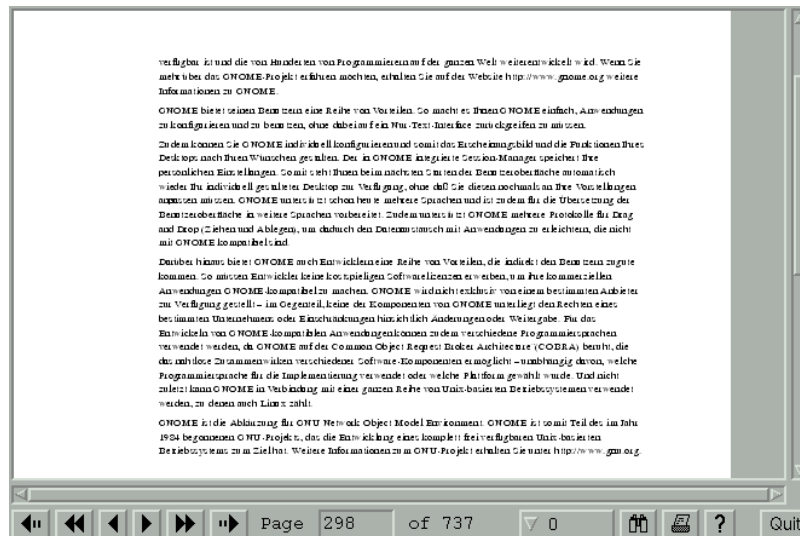 verfügbar ist und die von Hunderten von Programmierern auf der ganzen Welt weiterentwickelt wird. Wenn Sie
mehr über das GNOME-Projekt erfahren möchten, erhalten Sie auf der Website http://www.gnome.org weitere
Informationen zu GNOME.
GNOME bietet seinen Benutzern eine Reihe von Vorteilen. So macht es Ihnen GNOME einfach, Anwendungen
zu konfigurieren und zu benutzen, ohne dabei auf ein Nur-Text-Interface zurückgreifen zu müssen.
Zudem können Sie GNOME individuell konfigurieren und somit das Erscheinungsbild und die Funktionen Ihres
Desktops nach Ihren Wünschen gestalten. Der in GNOME integrierte Session-Manager speichert Ihre
persönlichen Einstellungen. Somit steht Ihnen beim nächsten Starten der Benutzeroberfläche automatisch
wieder Ihr individuell gestalteter Desktop zur Verfügung, ohne daß Sie diesen nochmals an Ihre Vorstellungen
anpassen müssen. GNOME unterstützt schon heute mehrere Sprachen und ist zudem für die Übersetzung der
Benutzeroberfläche in weitere Sprachen vorbereitet. Zudem unterstützt GNOME mehrere Protokolle für Drag
and Drop (Ziehen und Ablegen), um dadurch den Datenaustausch mit Anwendungen zu erleichtern, die nicht
mit GNOME kompatibel sind.
Darüber hinaus bietet GNOME auch Entwicklern eine Reihe von Vorteilen, die indirekt den Benutzern zugute
kommen. So müssen Entwickler keine kostspieligen Softwarelizenzen erwerben, um ihre kommerziellen
Anwendungen GNOME-kompatibel zu machen. GNOME wird nicht exklusiv von einem bestimmten Anbieter
zur Verfügung gestellt – im Gegenteil, keine der Komponenten von GNOME unterliegt den Rechten eines
bestimmten Unternehmens oder Einschränkungen hinsichtlich Änderungen oder Weitergabe. Für das
Entwickeln von GNOME-kompatiblen Anwendungen können zudem verschiedene Programmiersprachen
verwendet werden, da GNOME auf der Common Object Request Broker Architecture (COBRA) beruht, die
das nahtlose Zusammenwirken verschiedener Software-Komponenten ermöglicht – unabhängig davon, welche
Programmiersprache für die Implementierung verwendet oder welche Plattform gewählt wurde. Und nicht
zuletzt kann GNOME in Verbindung mit einer ganzen Reihe von Unix-basierten Betriebssystemen verwendet
werden, zu denen auch Linux zählt.
GNOME ist die Abkürzung für GNU Network Object Model Environment. GNOME ist somit Teil des im Jahr
1984 begonnenen GNU-Projekts, das die Entwicklung eines komplett frei verfügbaren Unix-basierten
Betriebssystems zum Ziel hat. Weitere Informationen zum GNU-Projekt erhalten Sie unter http://www.gnu.org.
Page 298 of 737 0 ? Quit